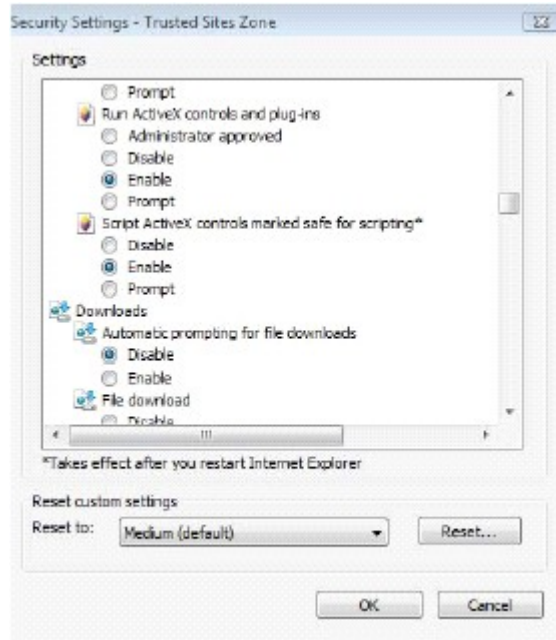 Security Settings - Trusted Sites Zone
Settings
Prompt
Run ActiveX controls and plug-ins
Administrator approved
Disable
Enable
Prompt
Script ActiveX controls marked safe for scripting*
Disable
Enable
Prompt
Downloads
Automatic prompting for file downloads
Disable
Enable
File download
Disable
*Takes effect after you restart Internet Explorer
Reset custom settings
Reset to: Medium (default) Reset...
OK Cancel